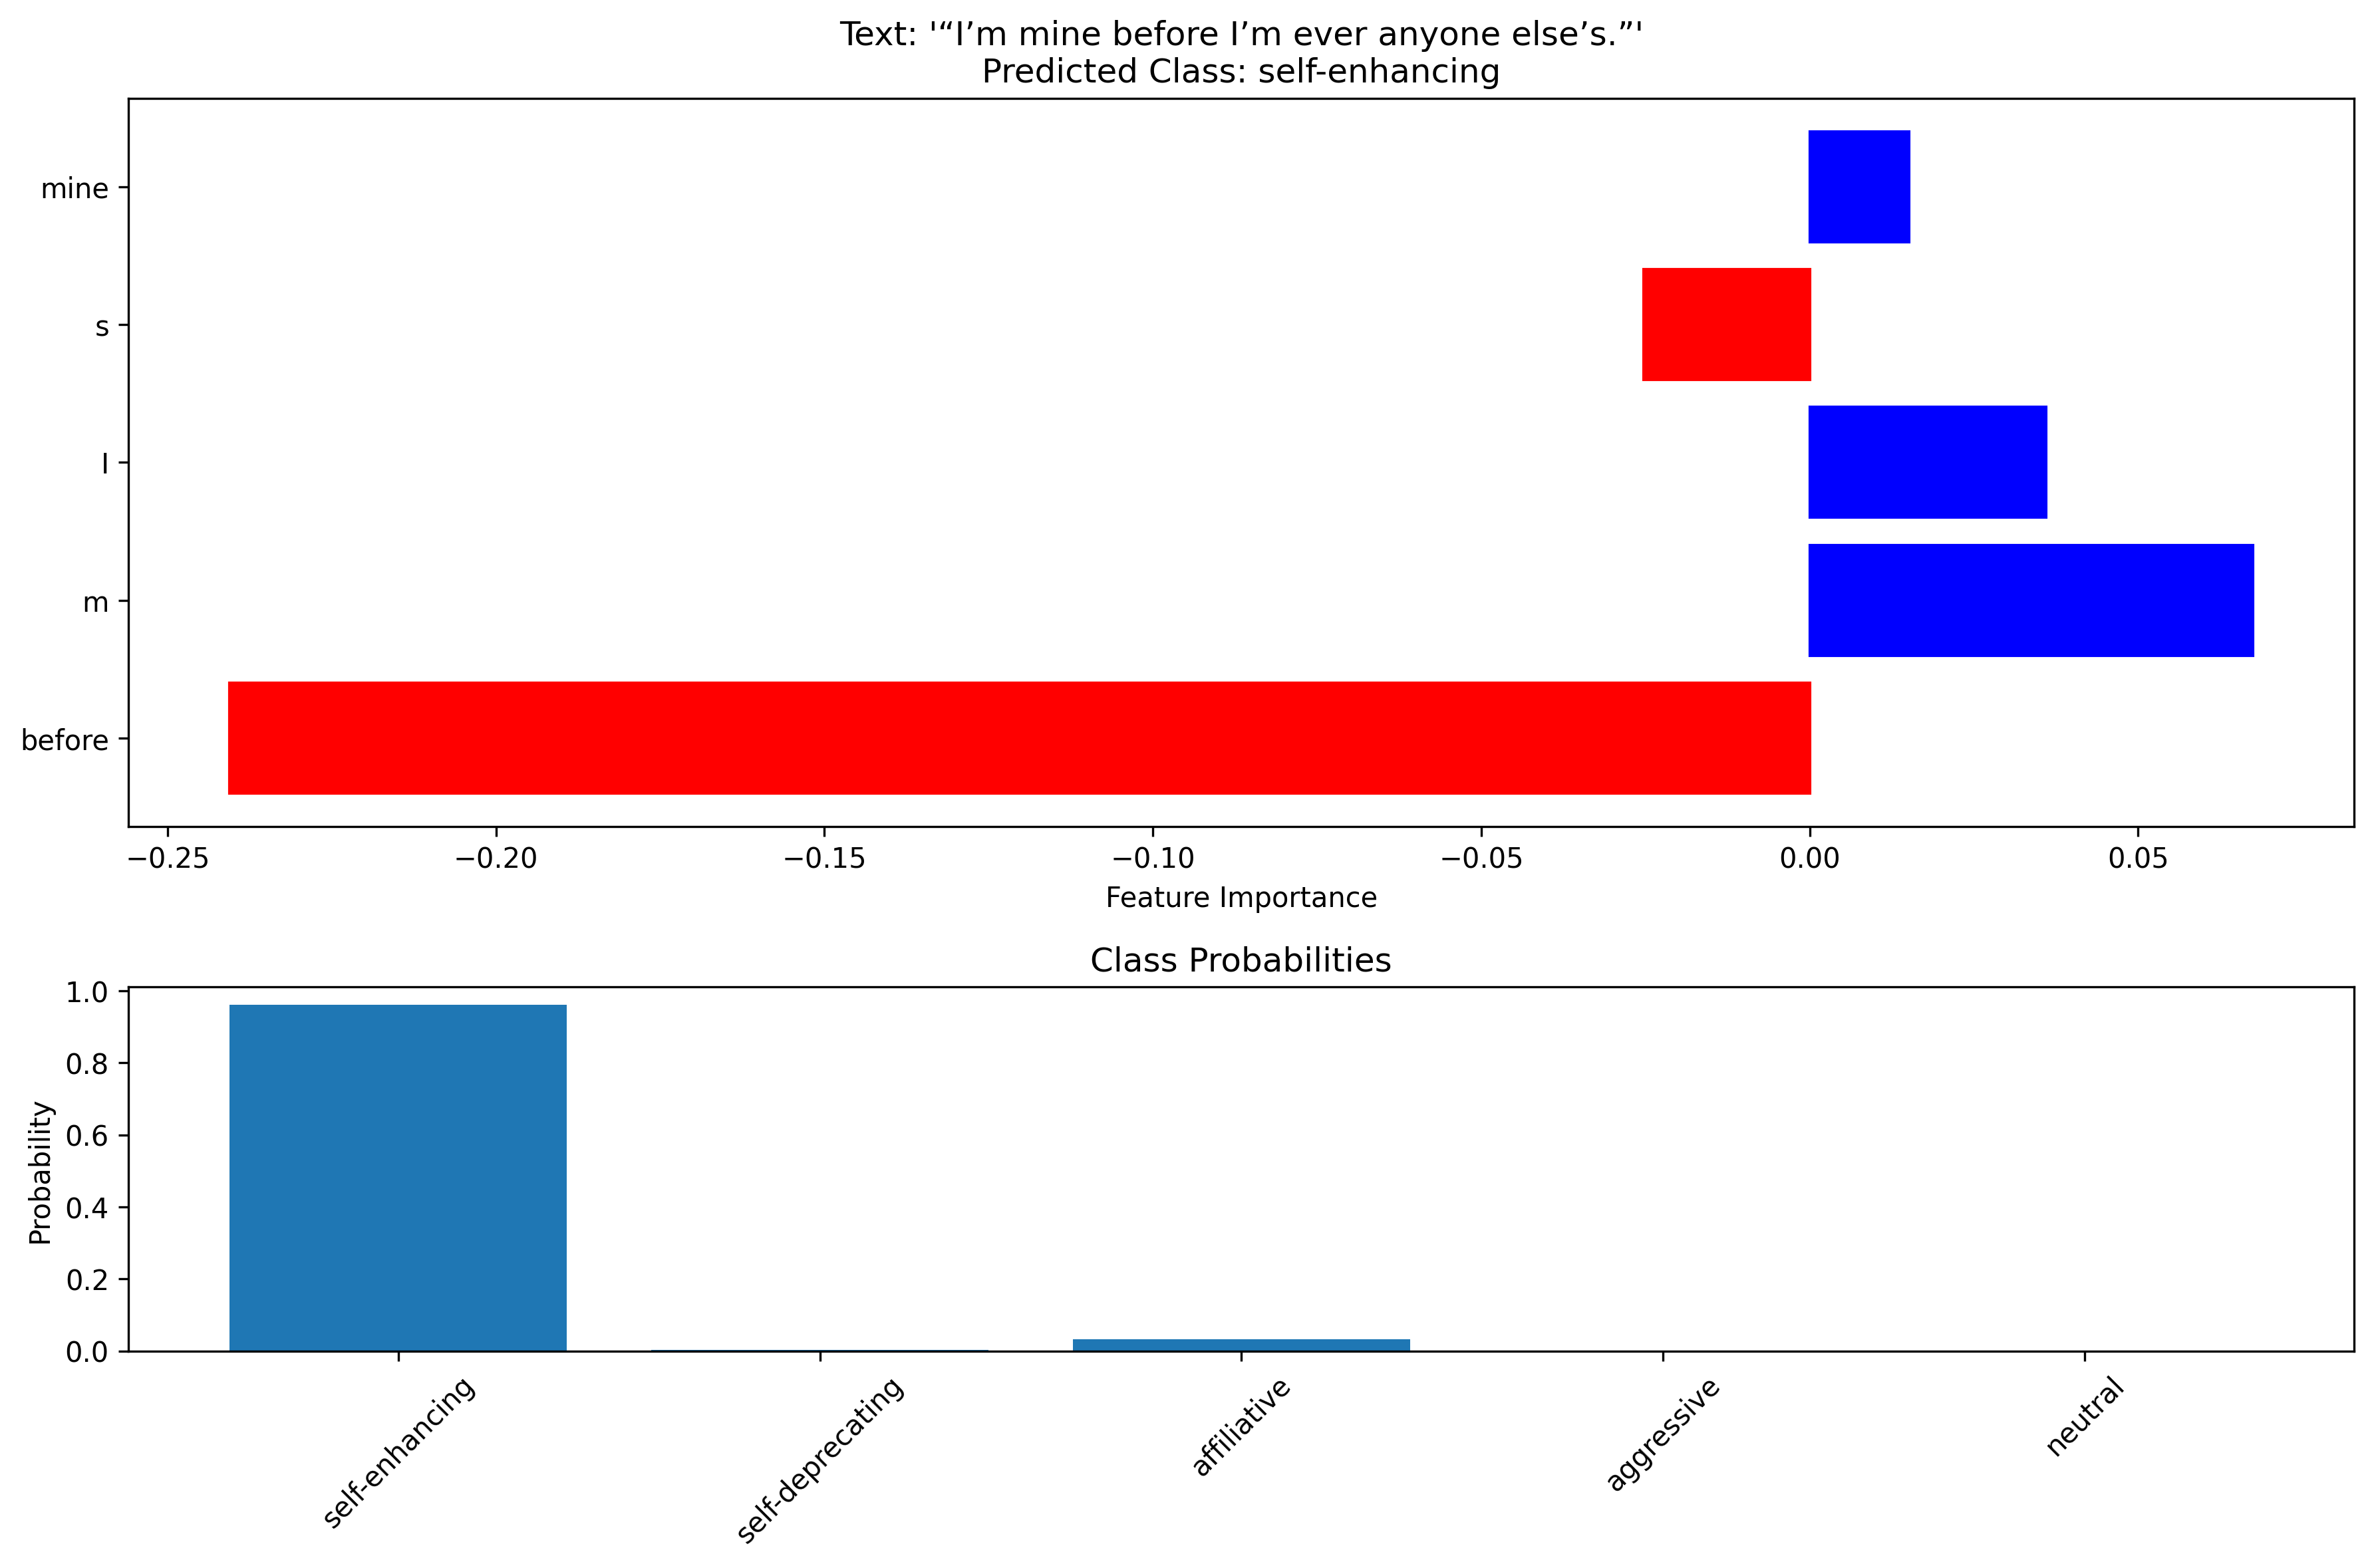 Text: '“I’m mine before I’m ever anyone else’s.”'
Predicted Class: self-enhancing
mine
s
I
m
before
−0.25 −0.20 −0.15 −0.10 −0.05 0.00 0.05
Feature Importance
Class Probabilities
1.0
0.8
0.6
0.4
0.2
0.0
Probability
self-enhancing self-deprecating affiliative aggressive neutral